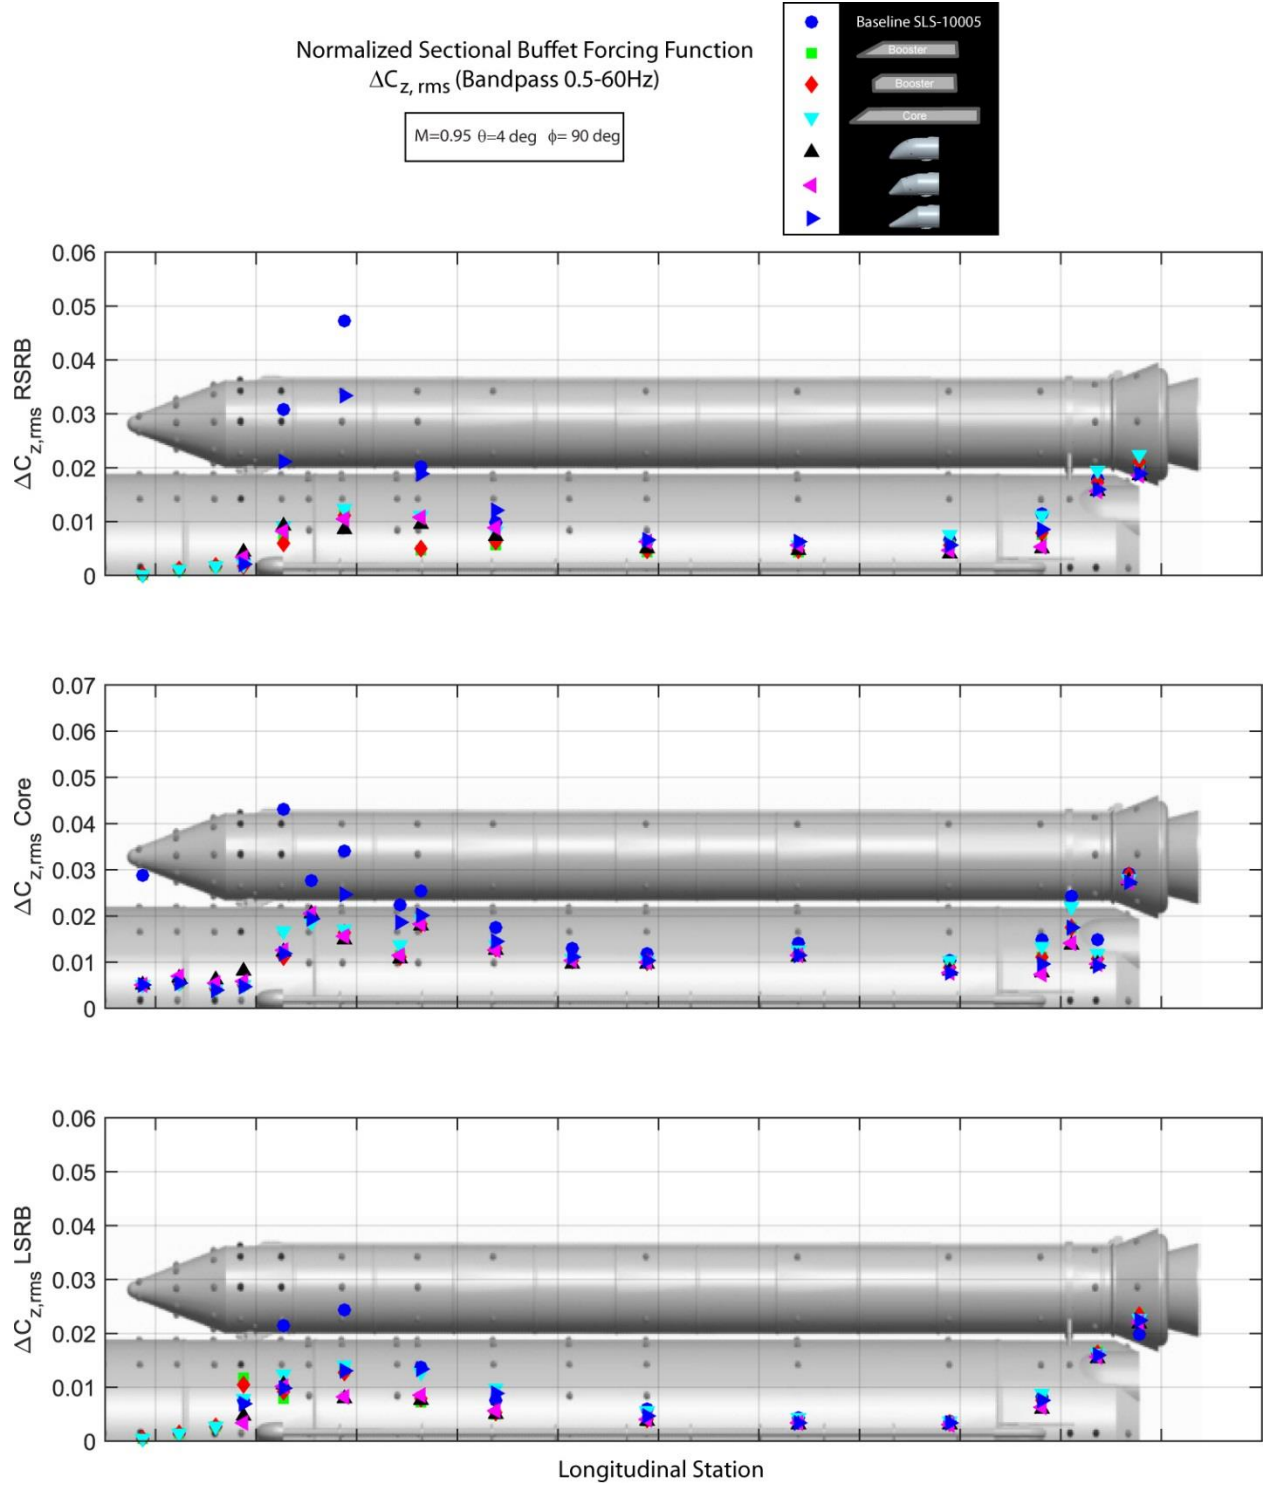 Baseline SLS-10005
Booster
Booster
Core
Normalized Sectional Buffet Forcing Function
ΔCz, rms (Bandpass 0.5-60Hz)
M=0.95 θ=4 deg ϕ= 90 deg
ΔCz,rms RSRB
0.06
0.05
0.04
0.03
0.02
0.01
0
ΔCz,rms Core
0.07
0.06
0.05
0.04
0.03
0.02
0.01
0
ΔCz,rms LSRB
0.06
0.05
0.04
0.03
0.02
0.01
0
Longitudinal Station